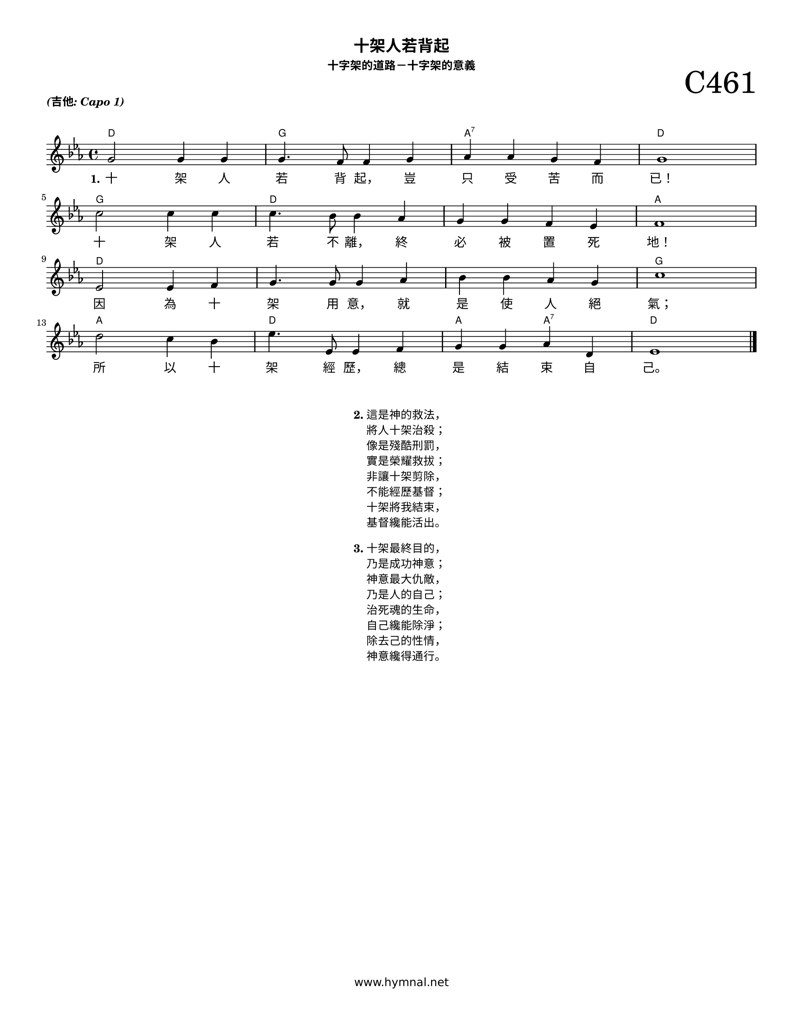 十架人若背起
十字架的道路－十字架的意義
C461
(吉他: Capo 1)
D G A7 D
1. 十 架 人 若 背 起， 豈 只 受 苦 而 已！
5 G D A
十 架 人 若 不 離， 終 必 被 置 死 地！
9 D G
因 為 十 架 用 意， 就 是 使 人 絕 氣；
13 A D A A7 D
所 以 十 架 經 歷， 總 是 結 束 自 己。
2. 這是神的救法，
將人十架治殺；
像是殘酷刑罰，
實是榮耀救拔；
非讓十架剪除，
不能經歷基督；
十架將我結束，
基督纔能活出。
3. 十架最終目的，
乃是成功神意；
神意最大仇敵，
乃是人的自己；
治死魂的生命，
自己纔能除淨；
除去己的性情，
神意纔得通行。
www.hymnal.net